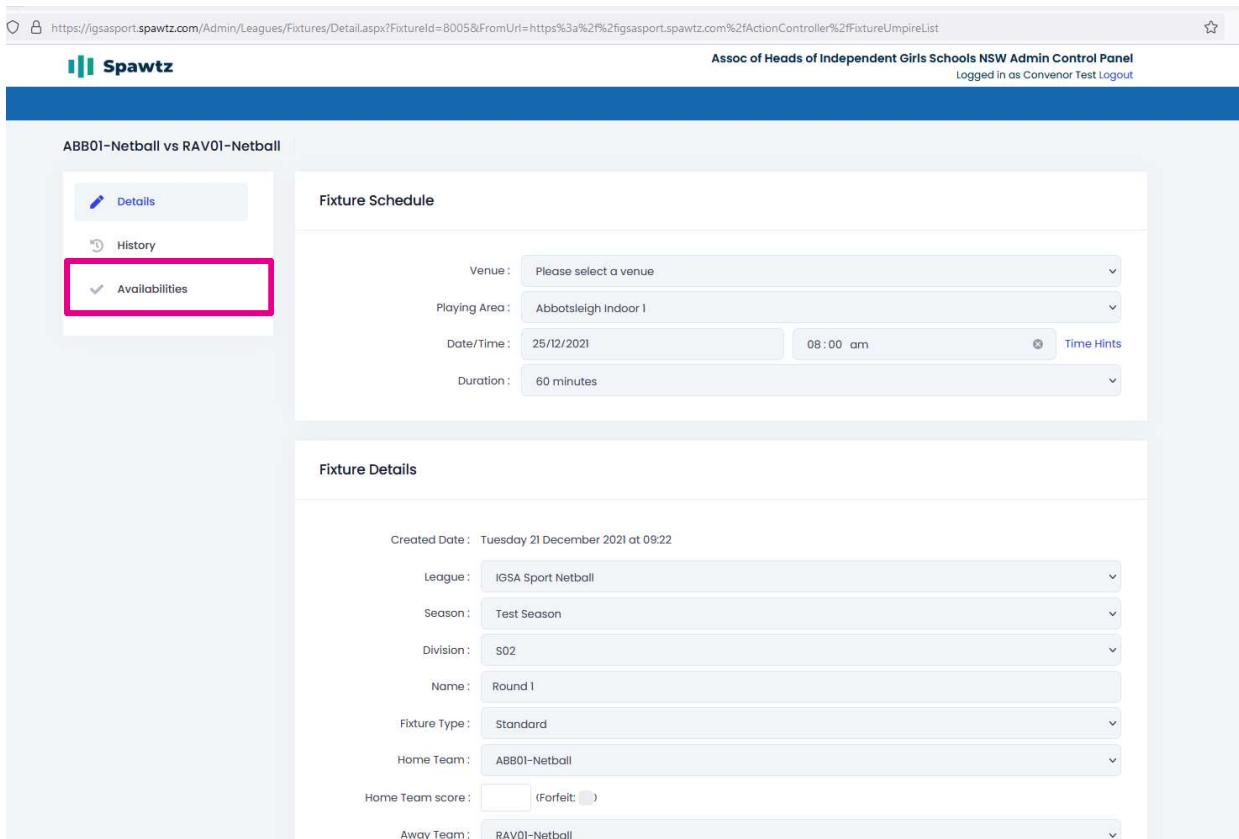 https://igsasport.spawtz.com/Admin/Leagues/Fixtures/Detail.aspx?FixtureId=8005&FromUrl=https%3a%2f%2figsasport.spawtz.com%2fActionController%2fFixtureUmpireList
Spawtz
Assoc of Heads of Independent Girls Schools NSW Admin Control Panel
Logged in as Convenor Test Logout
ABB01-Netball vs RAV01-Netball
Details
History
Availabilities
Fixture Schedule
Venue : Please select a venue
Playing Area : Abbotsleigh Indoor 1
Date/Time : 25/12/2021 08:00 am Time Hints
Duration : 60 minutes
Fixture Details
Created Date : Tuesday 21 December 2021 at 09:22
League : IGSA Sport Netball
Season : Test Season
Division : S02
Name : Round 1
Fixture Type : Standard
Home Team : ABB01-Netball
Home Team score : (Forfeit: )
Away Team : RAV01-Netball